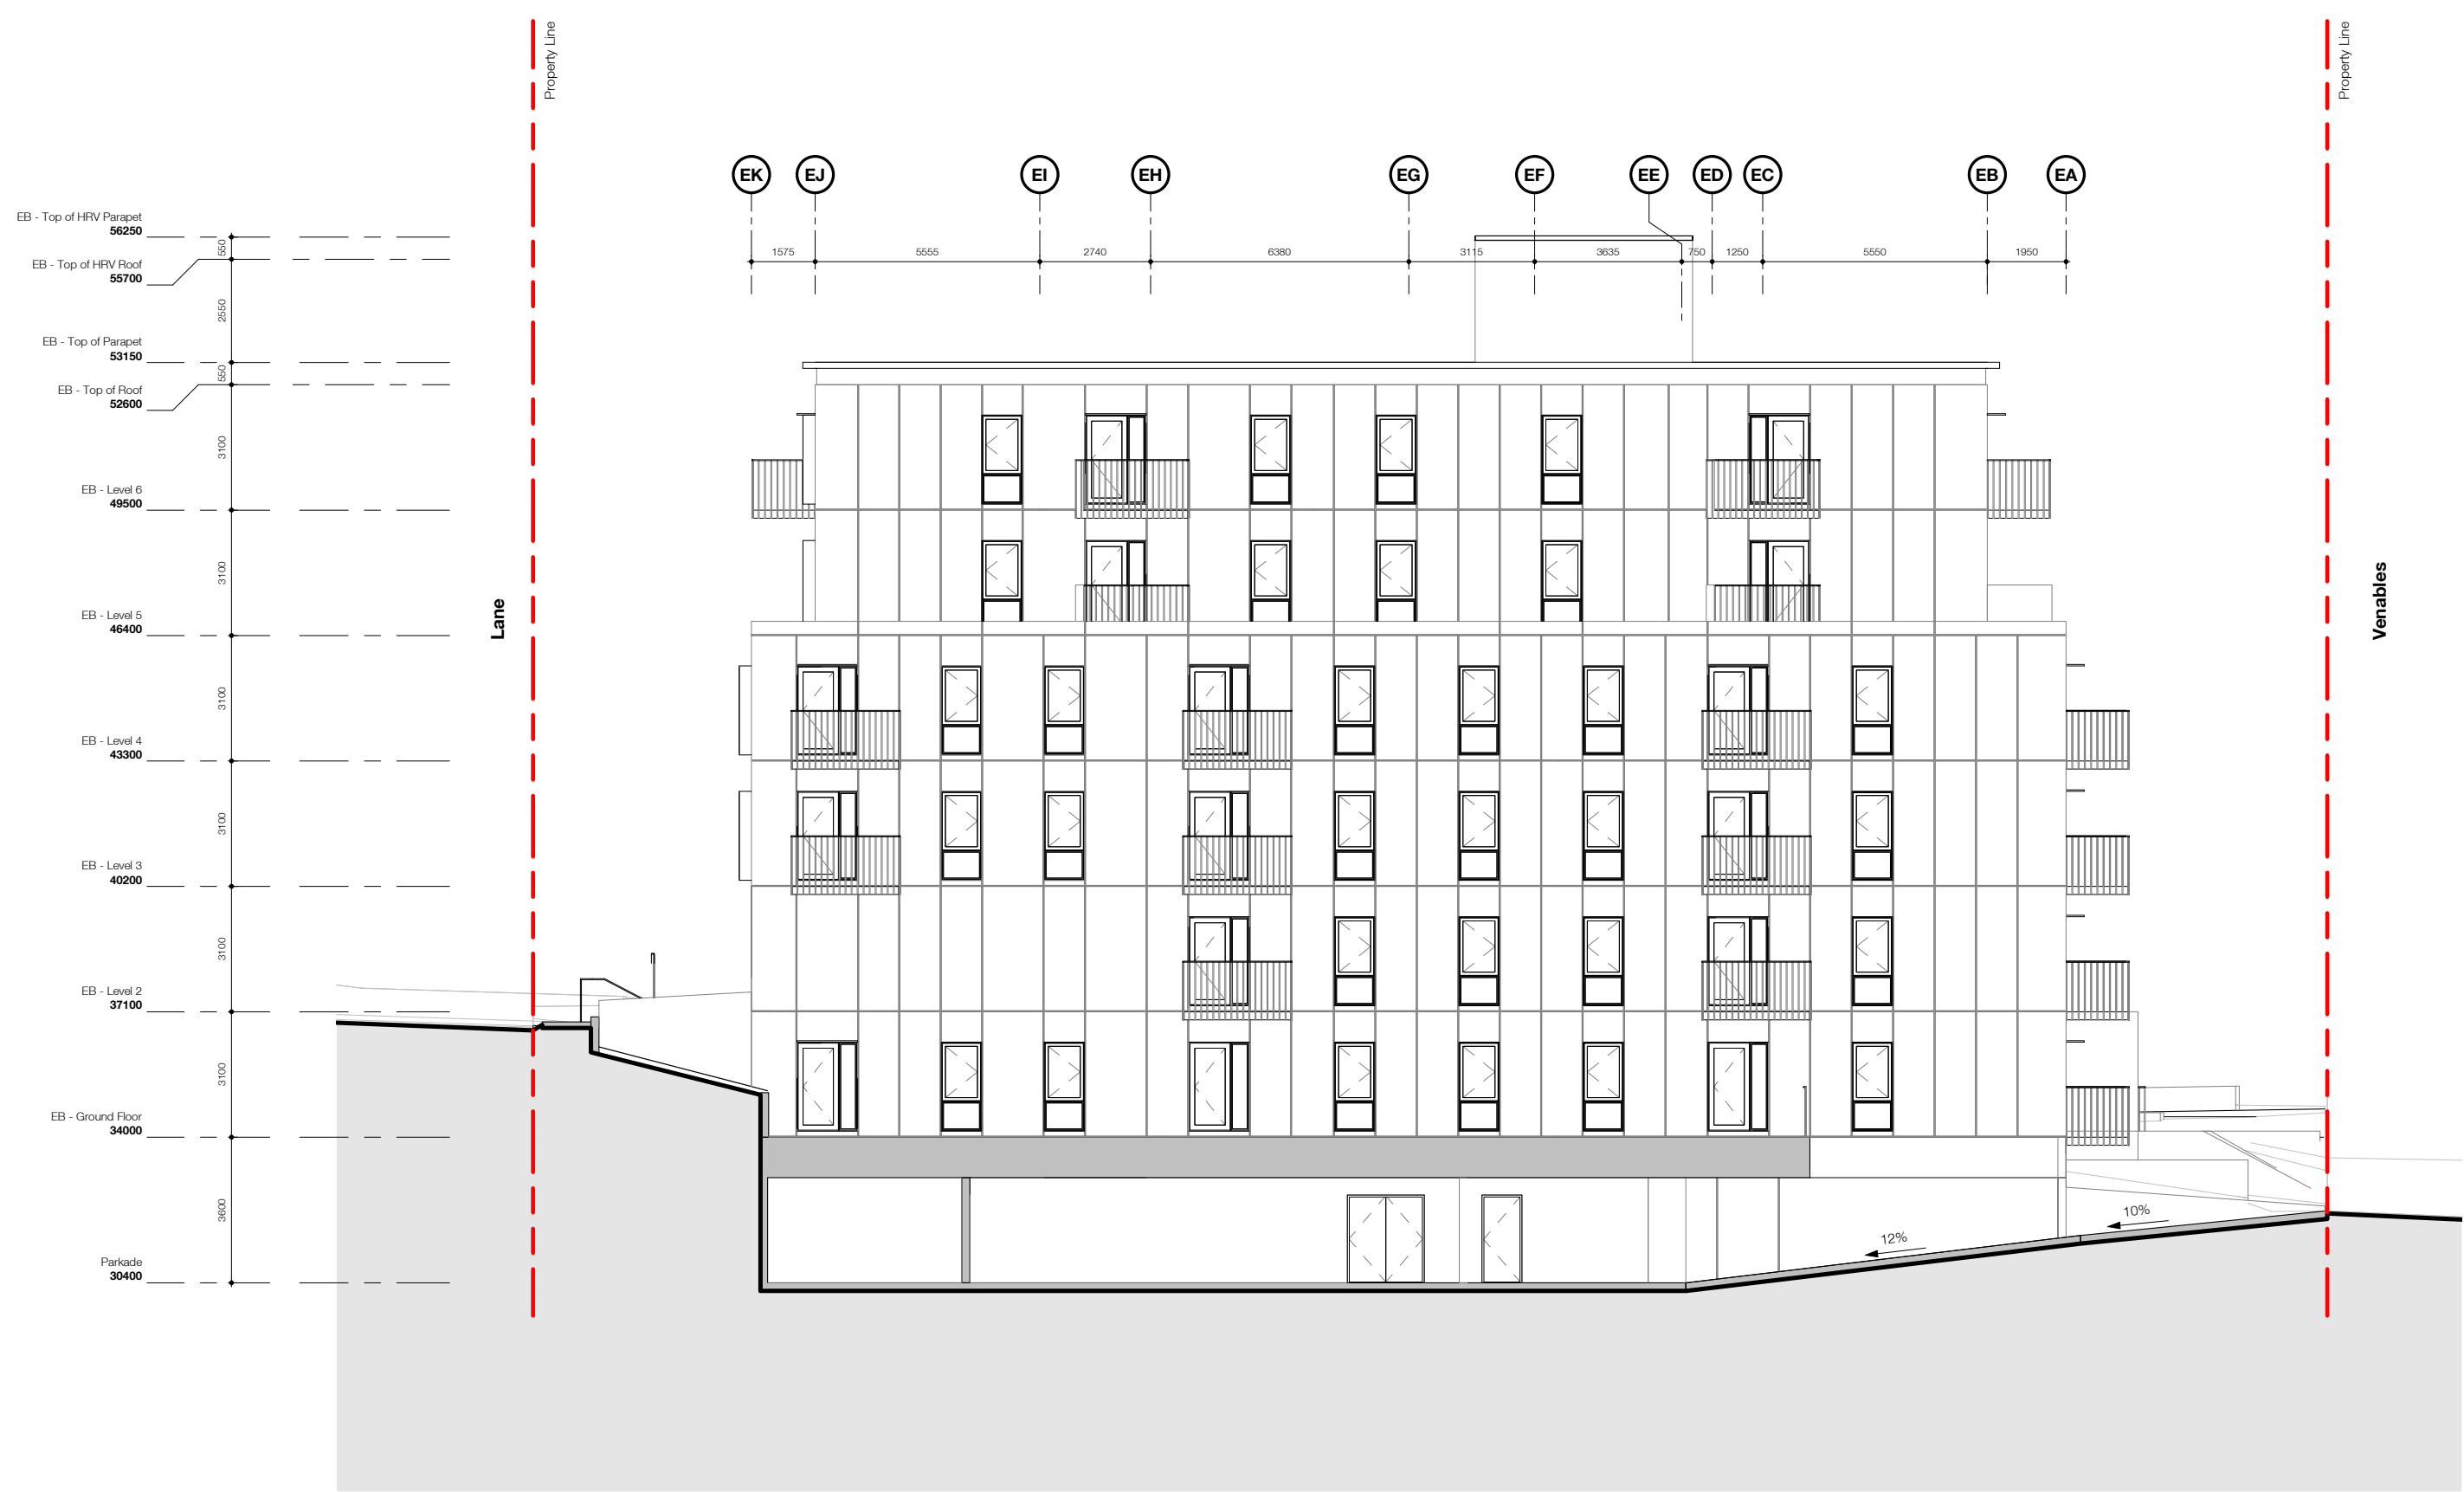 Property Line
Property Line
EK EJ EI EH EG EF EE ED EC EB EA
1575 5555 2740 6380 3115 3635 750 1250 5550 1950
EB - Top of HRV Parapet
56250
550
EB - Top of HRV Roof
55700
2550
EB - Top of Parapet
53150
550
EB - Top of Roof
52600
3100
EB - Level 6
49500
3100
EB - Level 5
46400
3100
EB - Level 4
43300
3100
EB - Level 3
40200
3100
EB - Level 2
37100
3100
EB - Ground Floor
34000
3600
Parkade
30400
Lane
Venables
12%
10%